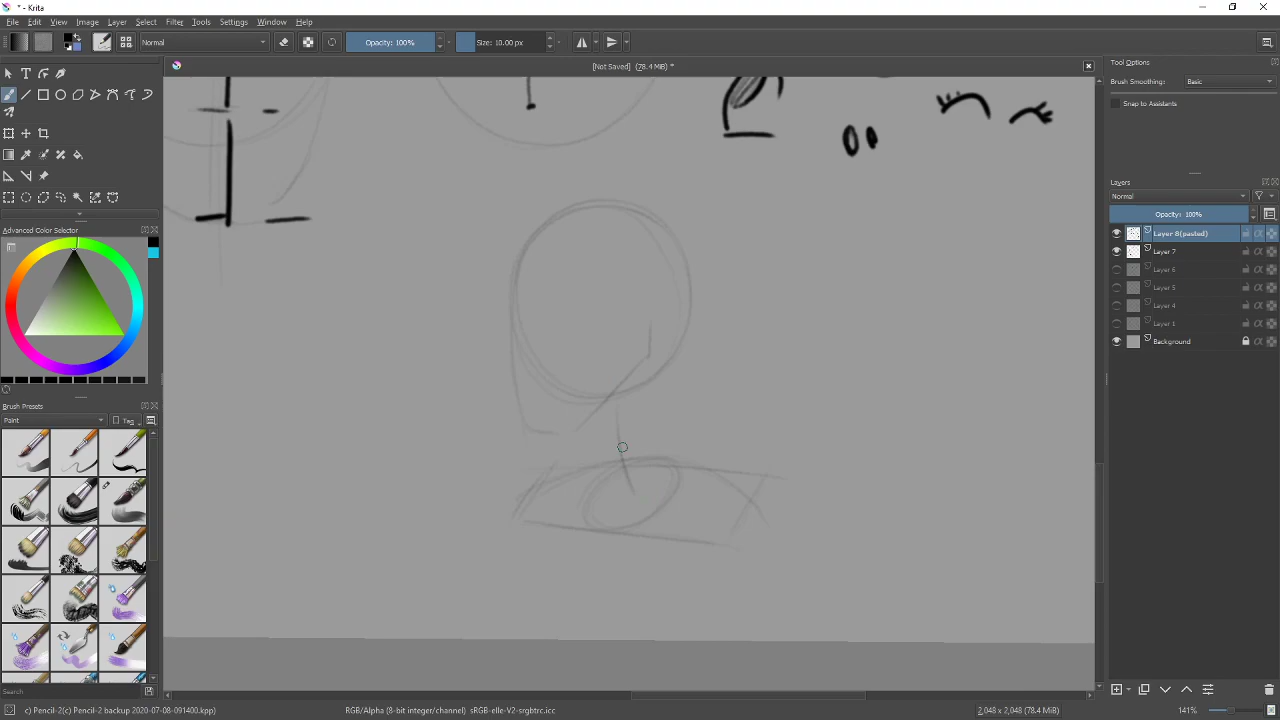 - Krita
File Edit View Image Layer Select Filter Tools Settings Window Help
Normal Opacity: 100% Size: 10.00 px
[Not Saved] (78.4 MiB) *
Tool Options
Brush Smoothing: Basic
Snap to Assistants
Layers
Normal
Opacity: 100%
Layer 8(pasted)
Layer 7
Layer 6
Layer 5
Layer 4
Layer 1
Background
Advanced Color Selector
Brush Presets
Paint Tag
Search
c) Pencil-2(c) Pencil-2 backup 2020-07-08-091400.kpp)
RGB/Alpha (8-bit integer/channel) sRGB-elle-V2-srgbtrc.icc
2,048 x 2,048 (78.4 MiB)
141%